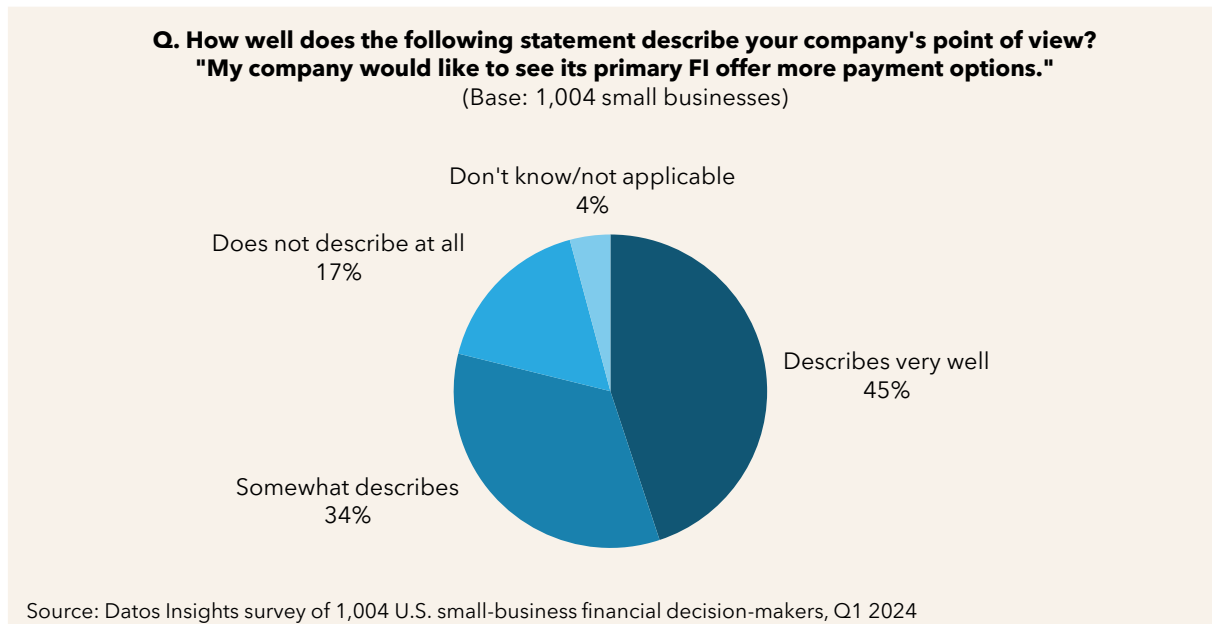 Q. How well does the following statement describe your company's point of view?
"My company would like to see its primary FI offer more payment options."
(Base: 1,004 small businesses)
Don't know/not applicable
4%
Does not describe at all
17%
Describes very well
45%
Somewhat describes
34%
Source: Datos Insights survey of 1,004 U.S. small-business financial decision-makers, Q1 2024